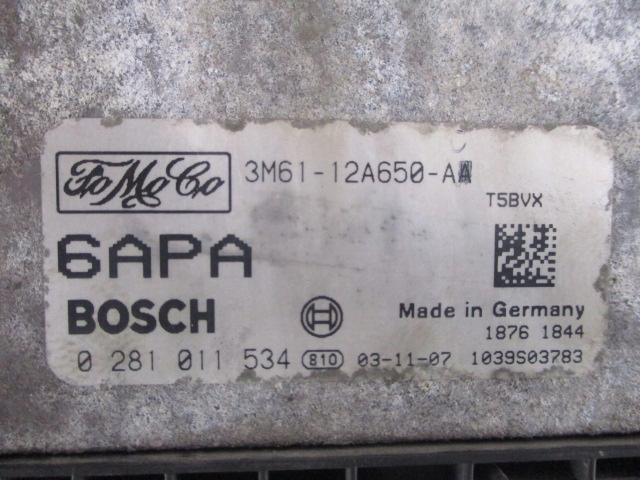 FoMoCo 3M61-12A650-AA
T5BVX
6APA
BOSCH Made in Germany
1876 1844
0 281 011 534 810 03-11-07 1039S03783